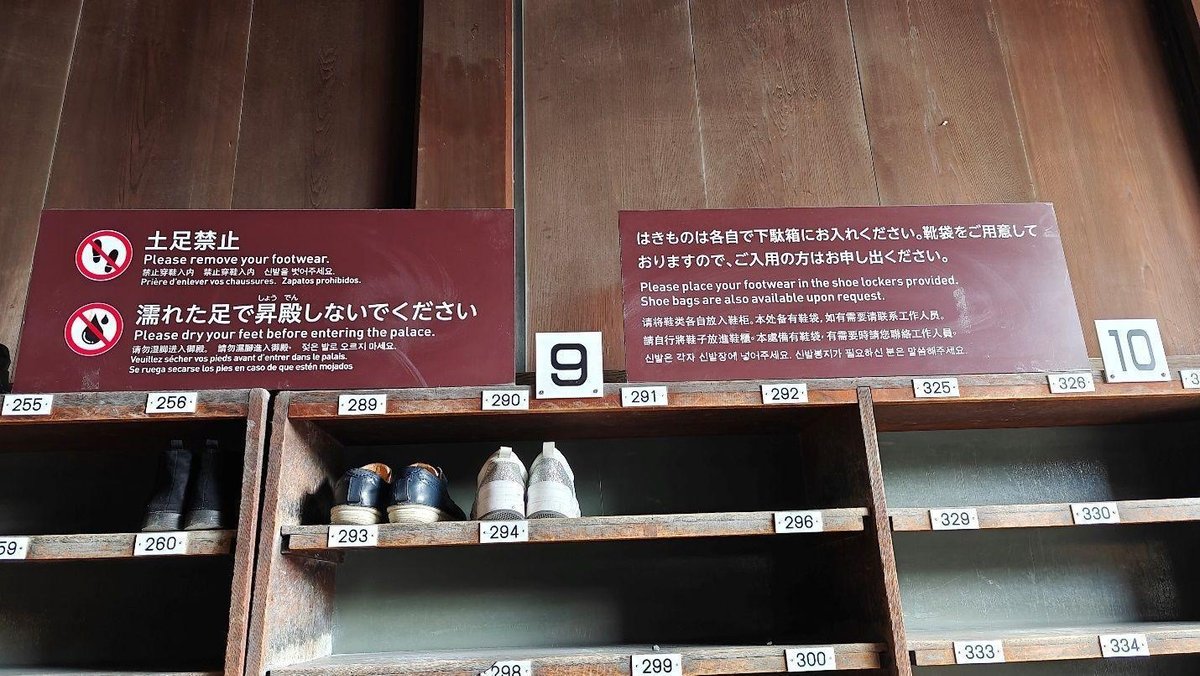 土足禁止
Please remove your footwear.
禁止穿鞋入内 禁止穿鞋入內 신발을 벗어주세요.
Prière d'enlever vos chaussures. Zapatos prohibidos.
しょう でん
濡れた足で昇殿しないでください
Please dry your feet before entering the palace.
请勿湿脚进入御殿。 請勿濕腳進入御殿· 젖은 발로 오르지 마세요.
Veuillez sécher vos pieds avant d'entrer dans le palais.
Se ruega secarse los pies en caso de que estén mojados
はきものは各自で下駄箱にお入れください。靴袋をご用意して
おりますので、ご入用の方はお申し出ください。
Please place your footwear in the shoe lockers provided.
Shoe bags are also available upon request.
请将鞋类各自放入鞋柜。本处备有鞋袋，如有需要请联系工作人员。
請自行將鞋子放進鞋櫃。本處備有鞋袋，有需要時請您聯絡工作人員。
신발은 각자 신발장에 넣어주세요. 신발봉지가 필요하신 분은 말씀해주세요
9
10
255
256
289
290
291
292
325
326
59
260
293
294
296
329
330
298
299
300
333
334